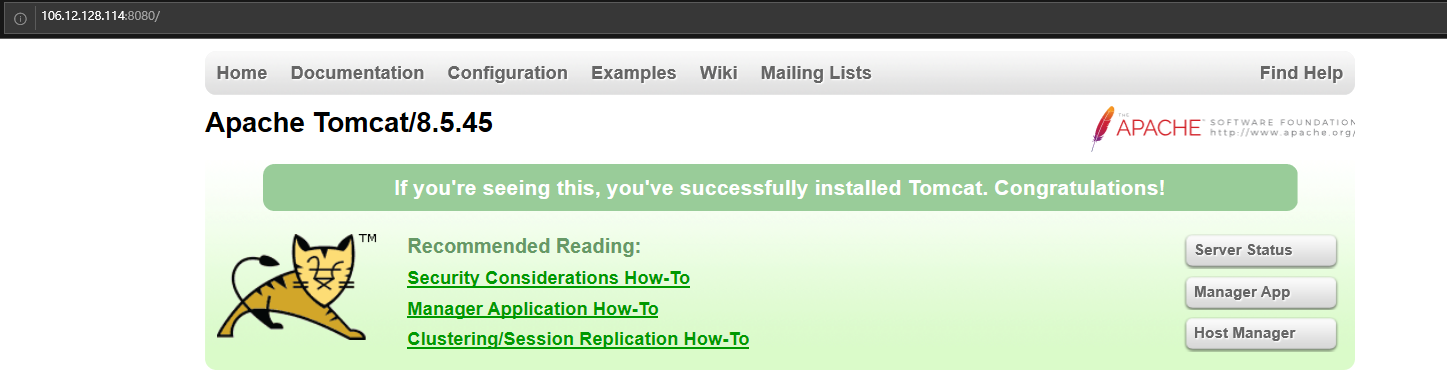 106.12.128.114:8080/
Home Documentation Configuration Examples Wiki Mailing Lists Find Help
Apache Tomcat/8.5.45
THE
APACHE
SOFTWARE FOUNDATION
http://www.apache.org/
If you're seeing this, you've successfully installed Tomcat. Congratulations!
TM
Recommended Reading:
Security Considerations How-To
Manager Application How-To
Clustering/Session Replication How-To
Server Status
Manager App
Host Manager